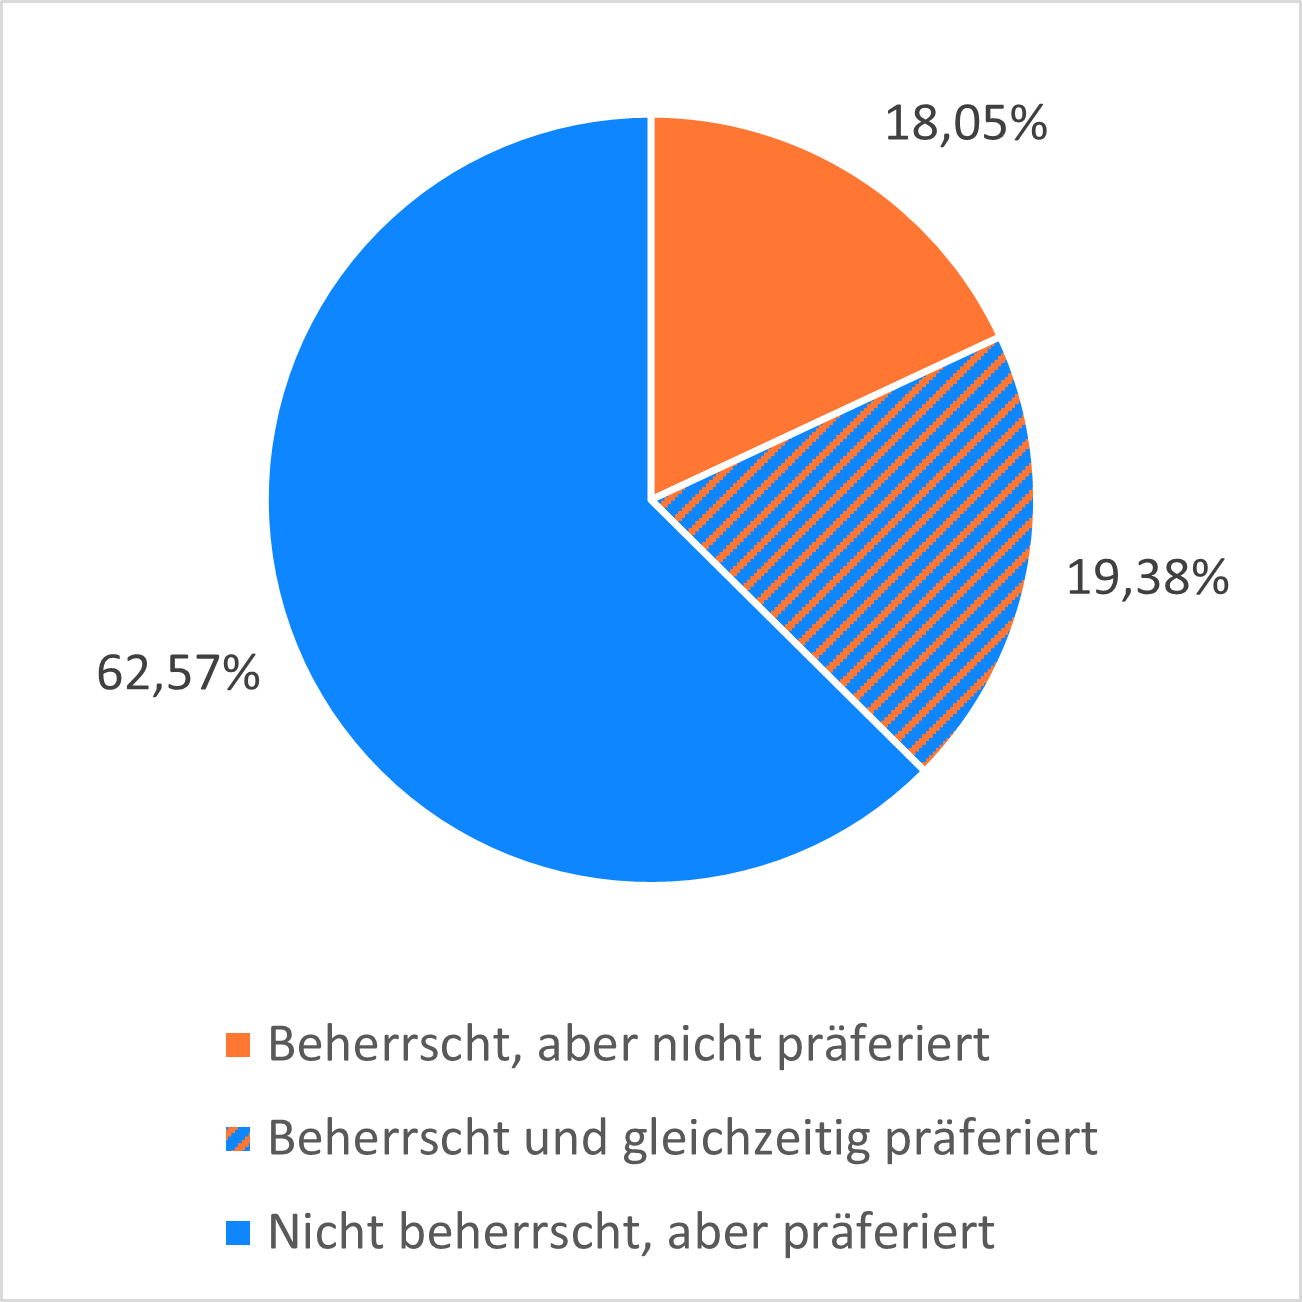 18,05%
19,38%
62,57%
Beherrscht, aber nicht präferiert
Beherrscht und gleichzeitig präferiert
Nicht beherrscht, aber präferiert